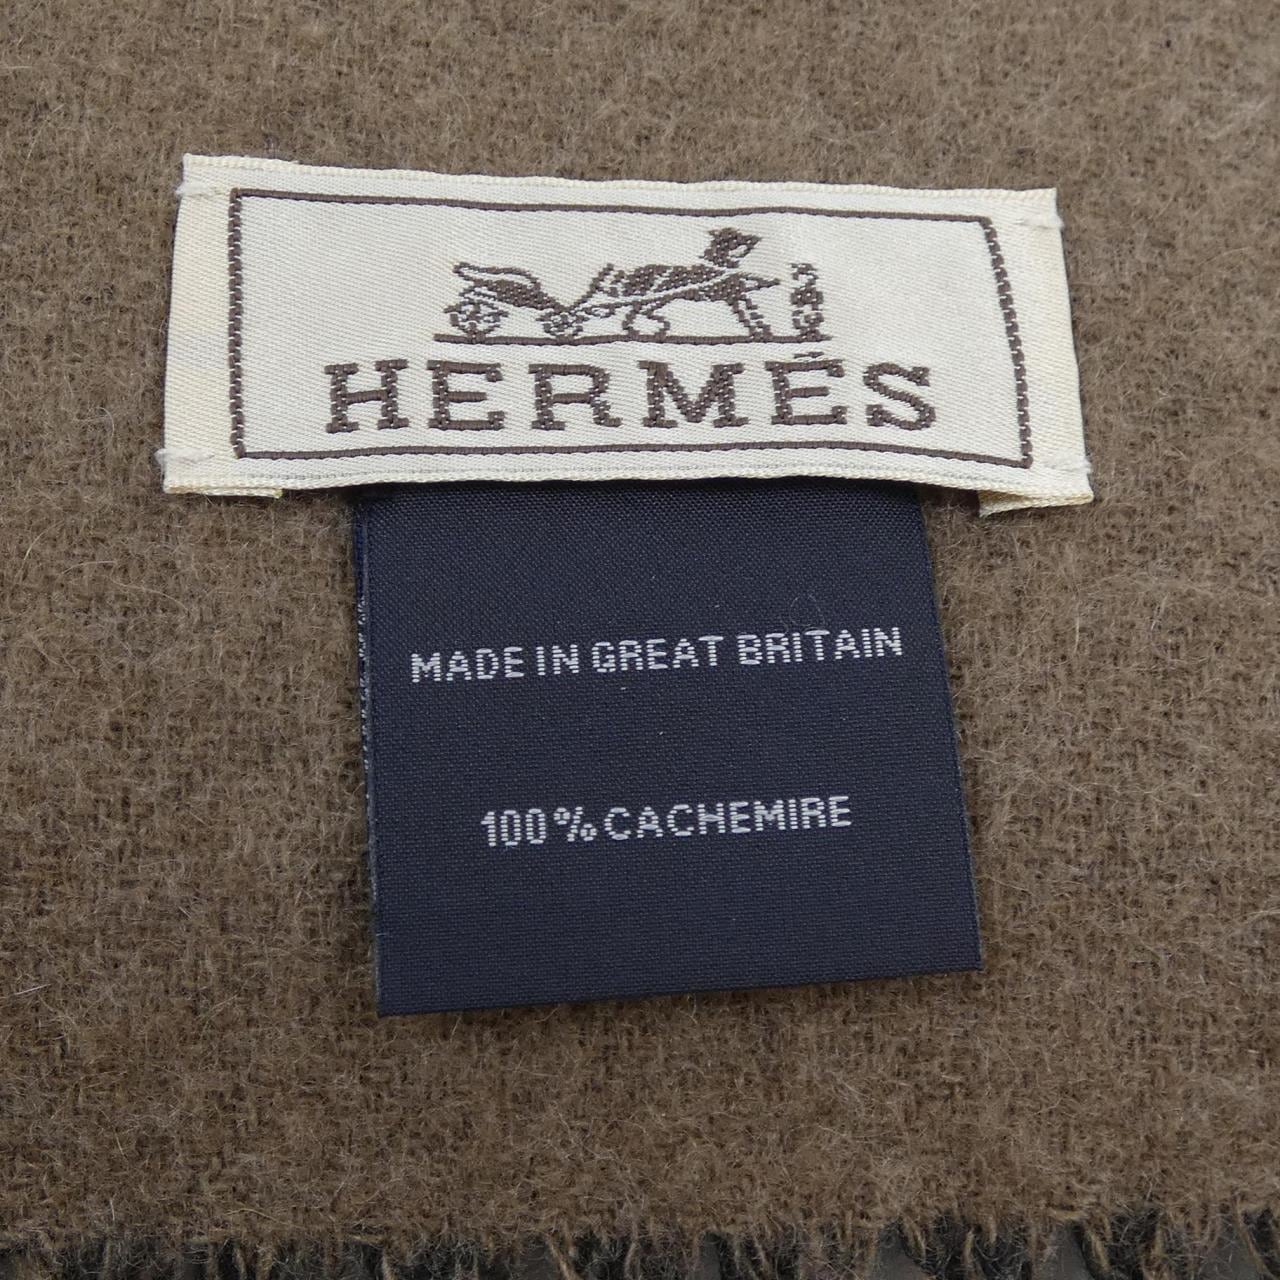 HERMÈS
MADE IN GREAT BRITAIN
100% CACHEMIRE